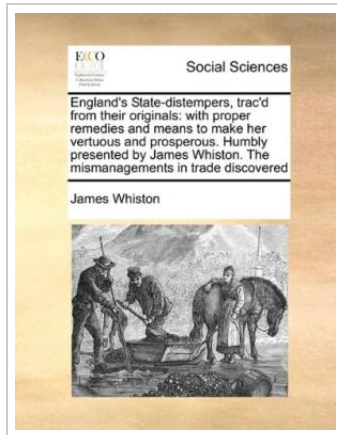 ECCO
Social Sciences
England's State-distempers, trac'd
from their originals: with proper
remedies and means to make her
vertuous and prosperous. Humbly
presented by James Whiston. The
mismanagements in trade discovered
James Whiston